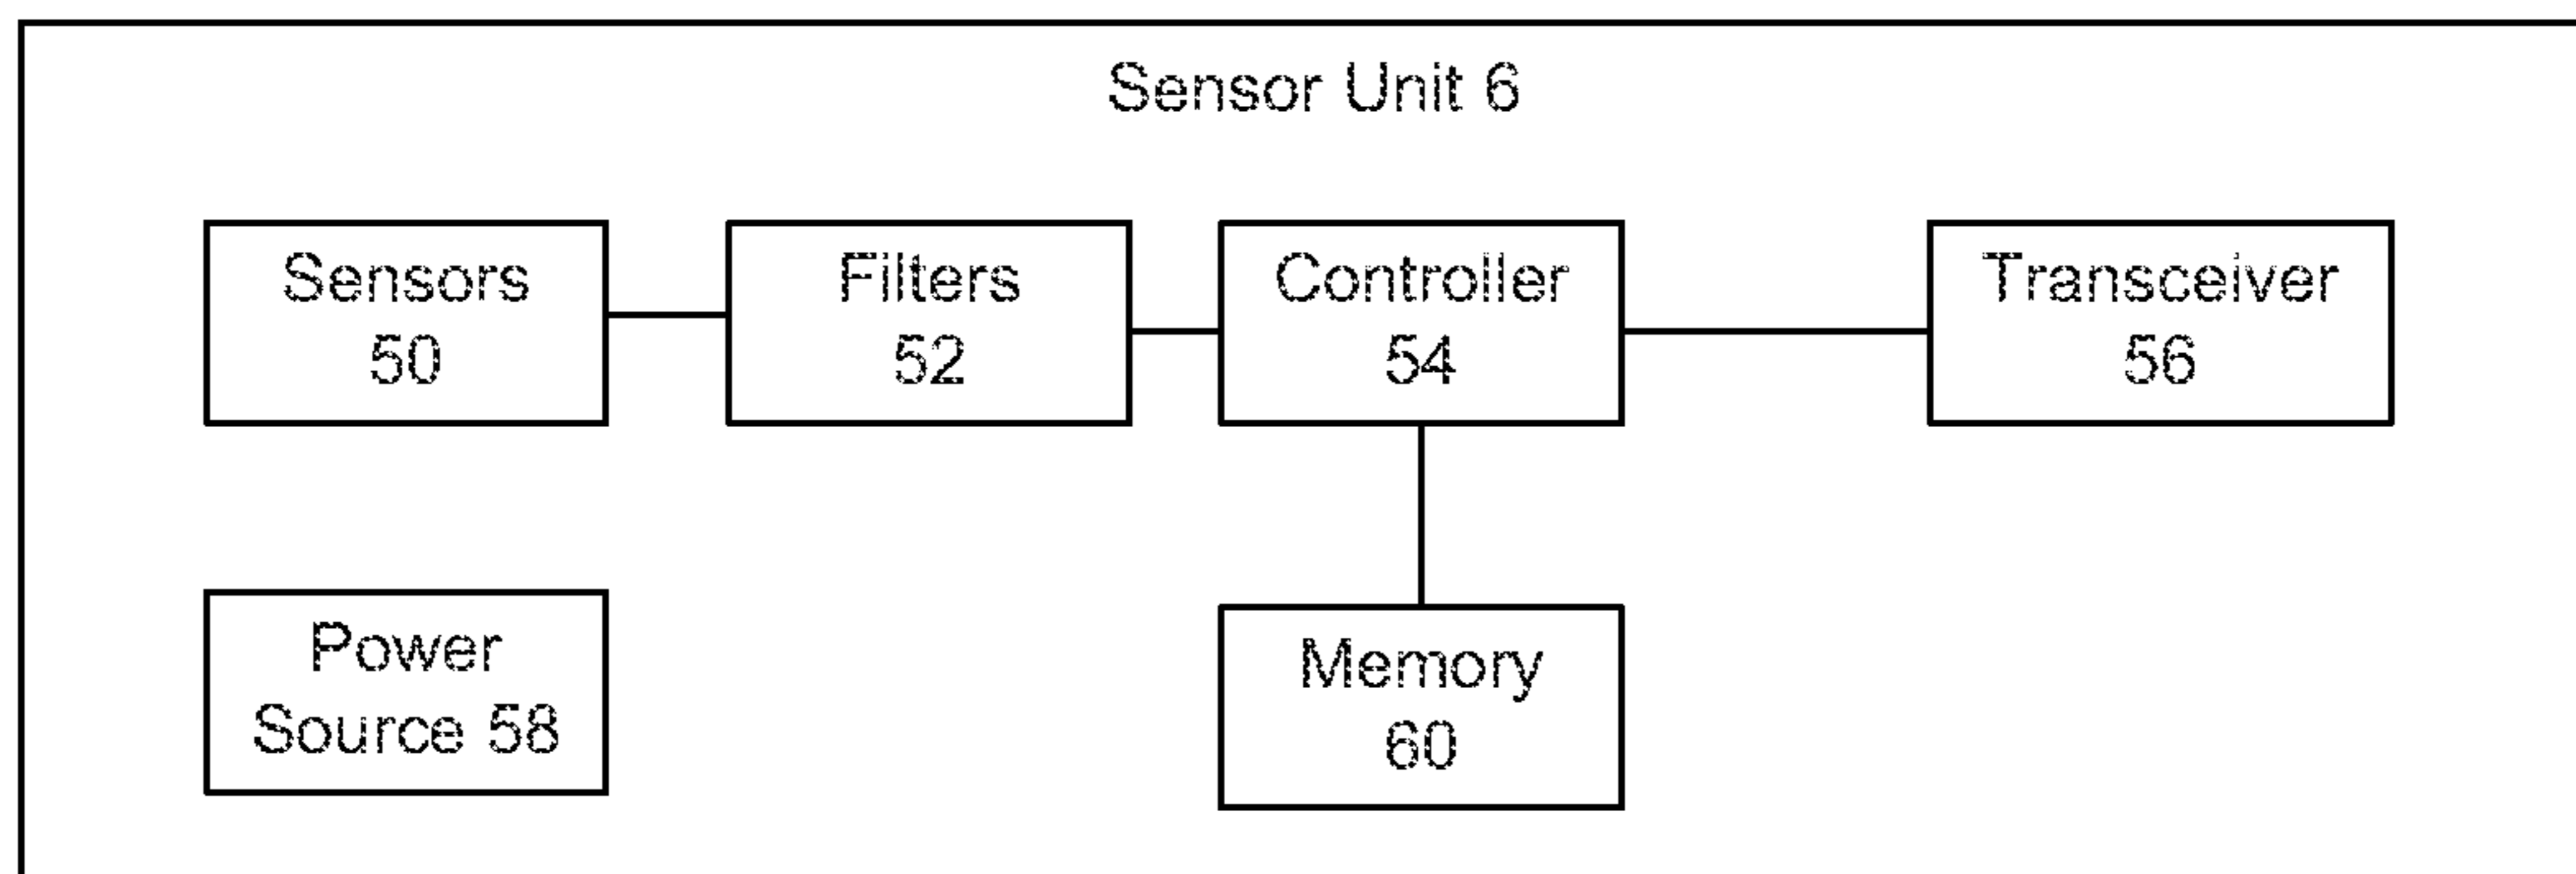 Sensor Unit 6
Sensors
50
Filters
52
Controller
54
Transceiver
56
Power
Source 58
Memory
60